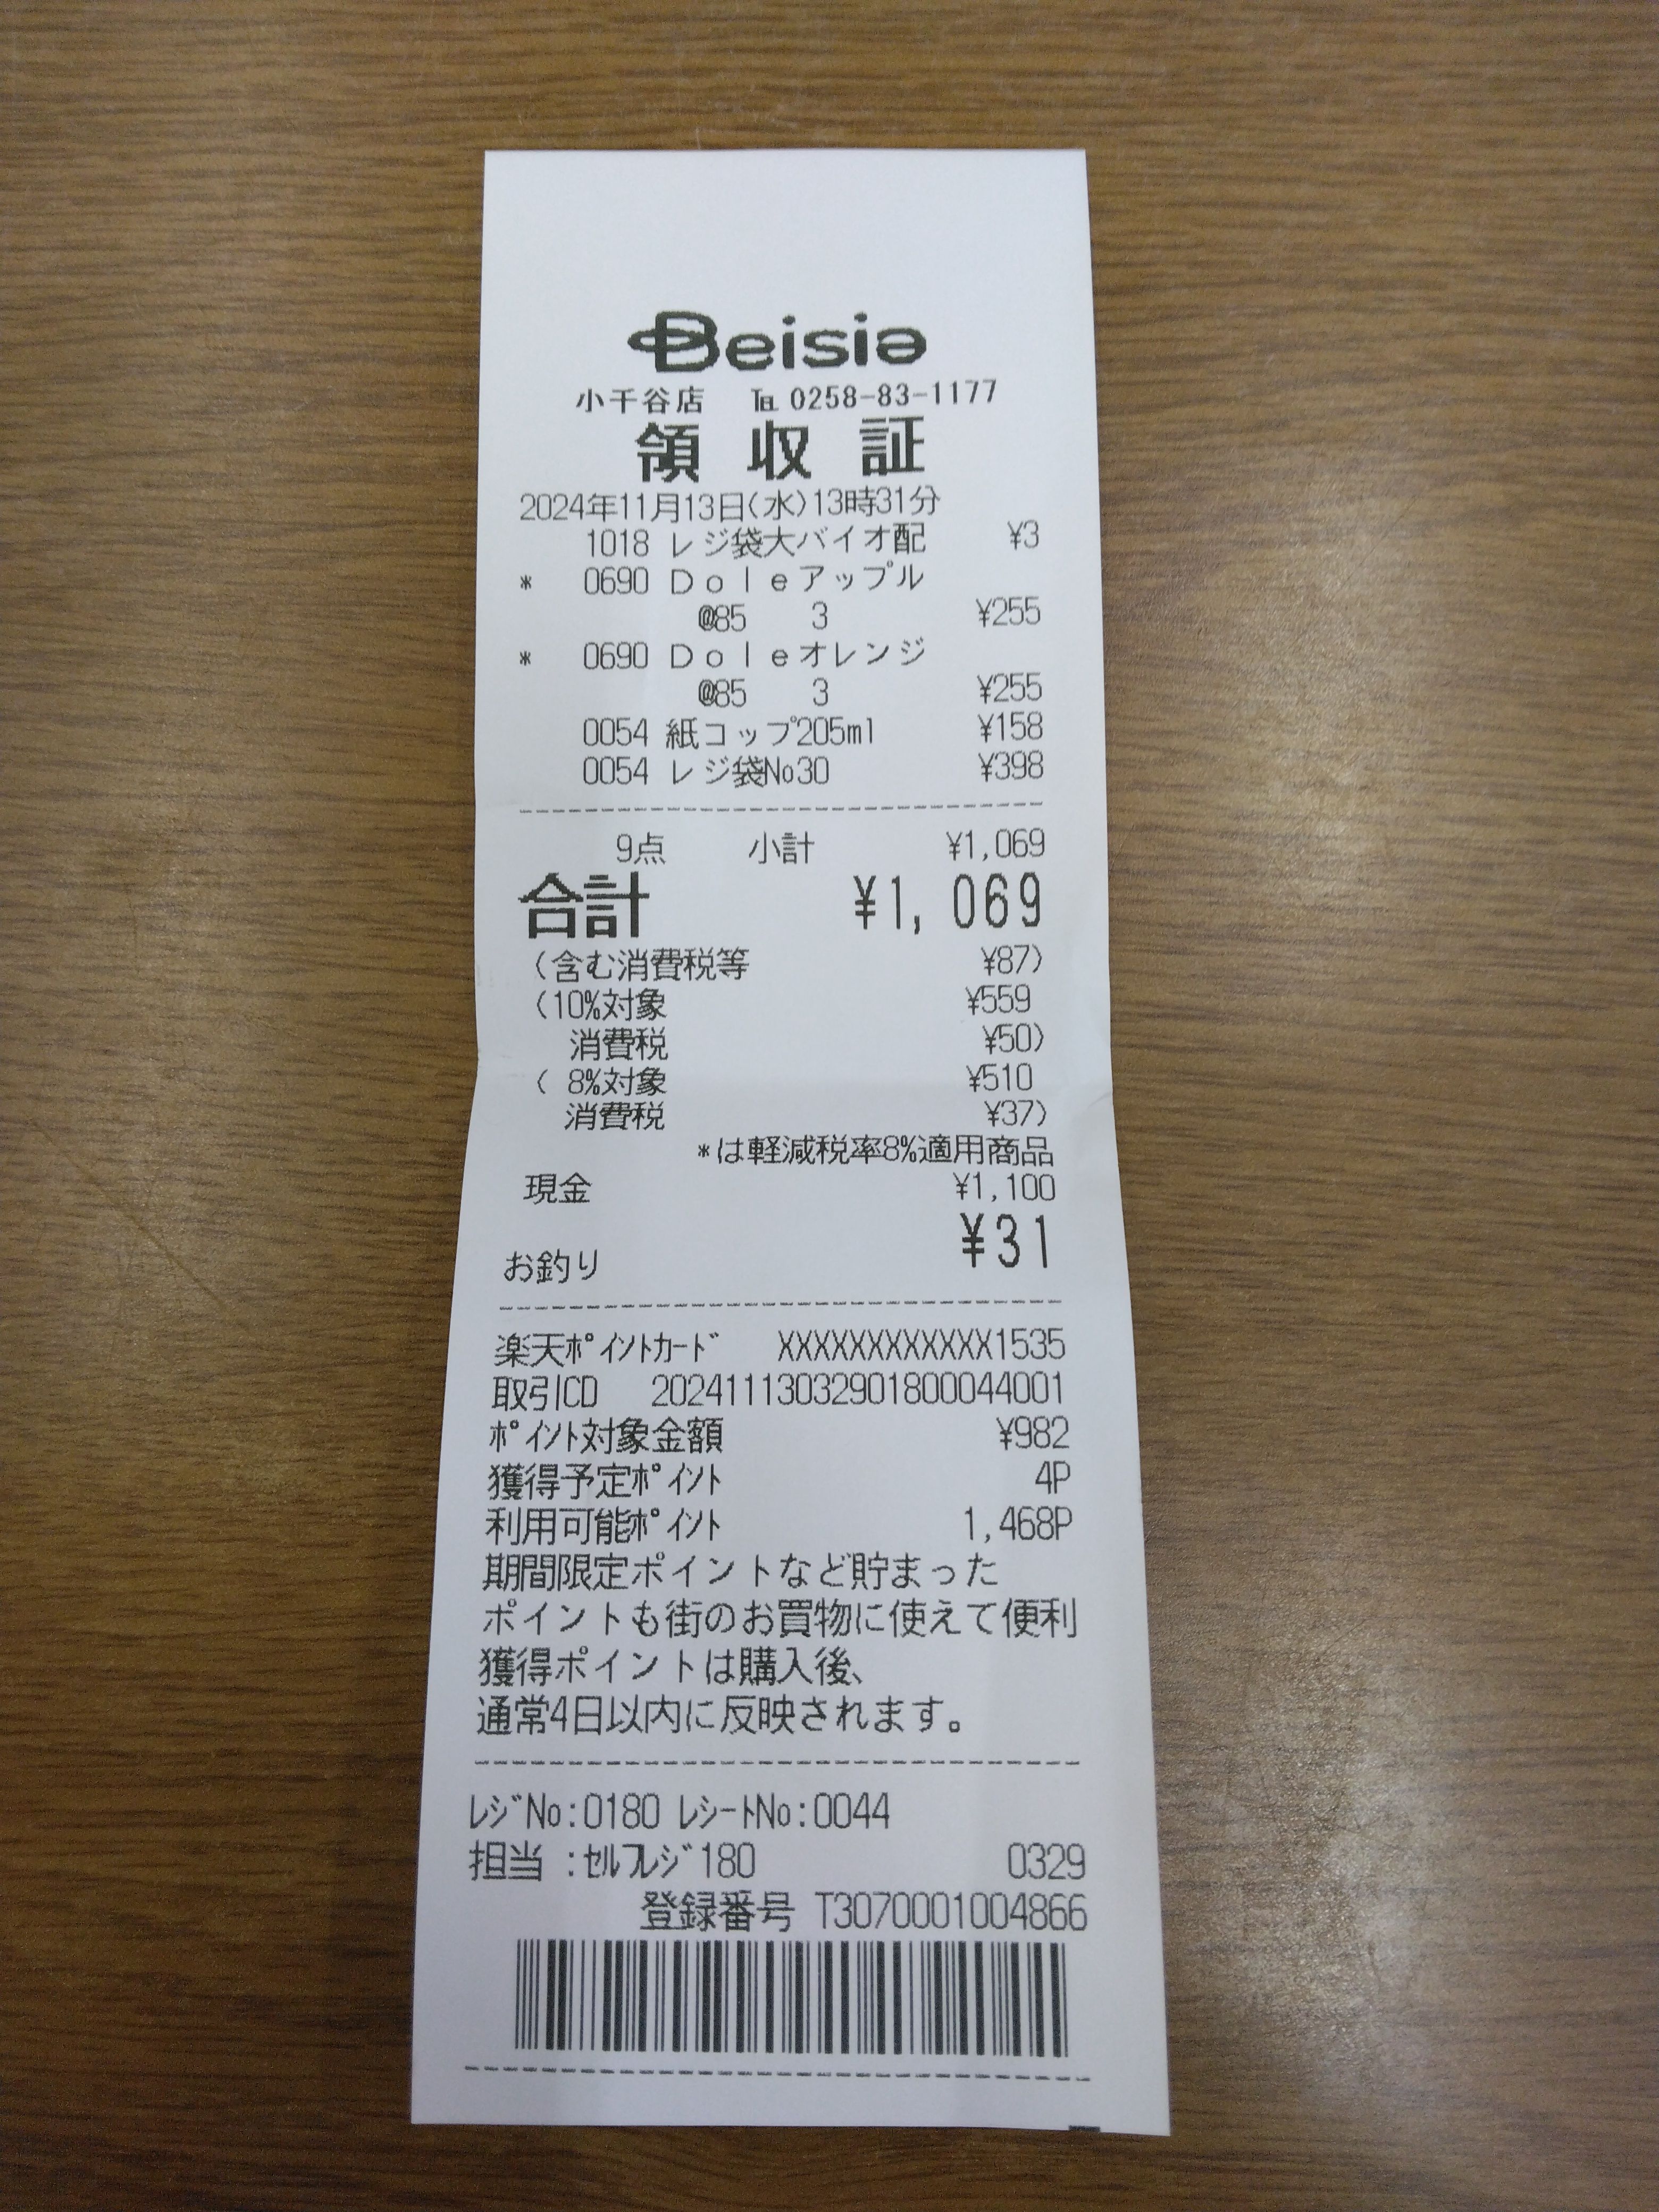 Beisia
小千谷店 ℡ 0258-83-1177
領収証
2024年11月13日(水)13時31分
1018 レジ袋大バイオ配 ¥3
* 0690 Ｄｏｌｅアップル
@85 3 ¥255
* 0690 Ｄｏｌｅオレンジ
@85 3 ¥255
0054 紙コップ205ml ¥158
0054 レジ袋No30 ¥398
9点 小計 ¥1,069
合計 ¥1,069
(含む消費税等 ¥87)
(10%対象 ¥559
消費税 ¥50)
( 8%対象 ¥510
消費税 ¥37)
*は軽減税率8%適用商品
現金 ¥1,100
お釣り ¥31
楽天ﾎﾟｲﾝﾄｶｰﾄﾞ XXXXXXXXXXXX1535
取引CD 20241113032901800044001
ﾎﾟｲﾝﾄ対象金額 ¥982
獲得予定ﾎﾟｲﾝﾄ 4P
利用可能ﾎﾟｲﾝﾄ 1,468P
期間限定ポイントなど貯まった
ポイントも街のお買物に使えて便利
獲得ポイントは購入後、
通常4日以内に反映されます。
ﾚｼﾞNo:0180 ﾚｼｰﾄNo:0044
担当 :ｾﾙﾌﾚｼﾞ180 0329
登録番号 T3070001004866